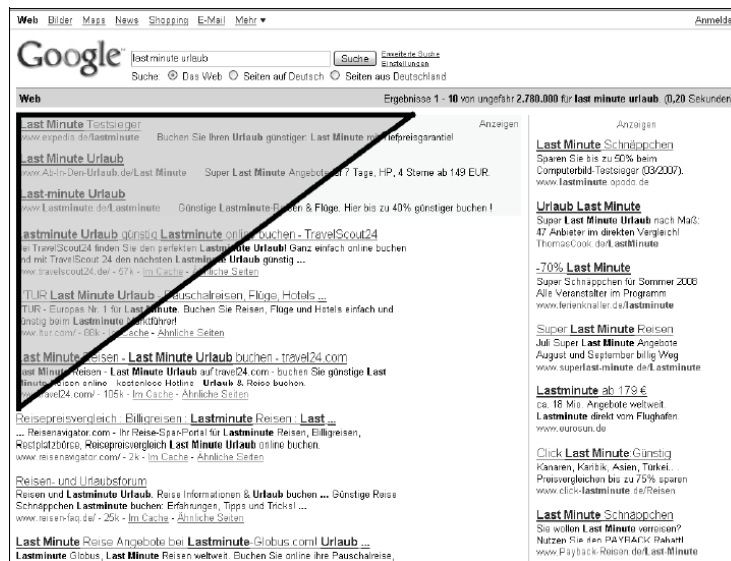 Web Bilder Maps News Shopping E-Mail Mehr ▼
Anmelde
Google
last minute urlaub
Suche
Erweiterte Suche
Einstellungen
Suche: Das Web Seiten auf Deutsch Seiten aus Deutschland
Web
Ergebnisse 1 - 10 von ungefähr 2.780.000 für last minute urlaub. (0,20 Sekunden
Last Minute Testsieger
Anzeigen
www.expedia.de/lastminute Buchen Sie Ihren Urlaub günstiger: Last Minute mit Tiefpreisgarantie!
Last Minute Urlaub
www.Ab-In-Den-Urlaub.de/Last Minute Super Last Minute Angebote 7 Tage, HP, 4 Sterne ab 149 EUR.
Last-minute Urlaub
www.Lastminute.de/Lastminute Günstige Lastminute-Reisen & Flüge. Hier bis zu 40% günstiger buchen !
Lastminute Urlaub günstig Lastminute online buchen - TravelScout24
Bei TravelScout24 finden Sie den perfekten Lastminute Urlaub! Ganz einfach online buchen
und mit TravelScout24 den nächsten Lastminute Urlaub günstig ...
www.travelscout24.de/ - 67k - Im Cache - Ähnliche Seiten
TUR Last Minute Urlaub - Pauschalreisen, Flüge, Hotels ...
TUR - Europas Nr. 1 für Last Minute. Buchen Sie Reisen, Flüge und Hotels einfach und
günstig beim Lastminute Marktführer!
www.ltur.com/ - 88k - Im Cache - Ähnliche Seiten
Last Minute Reisen - Last Minute Urlaub buchen - travel24.com
Last Minute Reisen - Last Minute Urlaub auf travel24.com - buchen Sie günstige Last
Minute Reisen online - kostenlose Hotline - Urlaub & Reise buchen.
www.travel24.com/ - 105k - Im Cache - Ähnliche Seiten
Reisepreisvergleich : Billigreisen : Lastminute Reisen : Last ...
... Reisenavigator.com - Ihr Reise-Spar-Portal für Lastminute Reisen, Billigreisen,
Restplatzbörse, Reisepreisvergleich Last Minute Urlaub online buchen.
www.reisenavigator.com/ - 2k - Im Cache - Ähnliche Seiten
Reisen- und Urlaubsforum
Reisen und Lastminute Urlaub. Reise Informationen & Urlaub buchen ... Günstige Reise
Schnäppchen Lastminute buchen: Erfahrungen, Tipps und Tricks! ...
www.reisen-faq.de/ - 25k - Im Cache - Ähnliche Seiten
Last Minute Reise Angebote bei Lastminute-Globus.com! Urlaub ...
Lastminute Globus, Last Minute Reisen weltweit. Buchen Sie online ihre Pauschalreise,
Anzeigen
Last Minute Schnäppchen
Sparen Sie bis zu 50% beim
Computerbild-Testsieger (03/2007).
www.lastminute.opodo.de
Urlaub Last Minute
Super Last Minute Urlaub nach Maß:
47 Anbieter im direkten Vergleich!
ThomasCook.de/LastMinute
-70% Last Minute
Super Schnäppchen für Sommer 2008
Alle Veranstalter im Programm
www.ferienknaller.de/lastminute
Super Last Minute Reisen
Juli Super Last Minute Angebote
August und September billig Weg
www.superlast-minute.de/Lastminute
Lastminute ab 179 €
ca. 18 Mio. Angebote weltweit.
Lastminute direkt vom Flughafen.
www.eurosun.de
Click Last Minute:Günstig
Kanaren, Karibik, Asien, Türkei...
Preisvergleichen bis zu 75% sparen
www.click-lastminute.de/Reisen
Last Minute Schnäppchen
Sie wollen Last Minute verreisen?
Nutzen Sie den PAYBACK Rabatt!
www.Payback-Reisen.de/Last-Minute